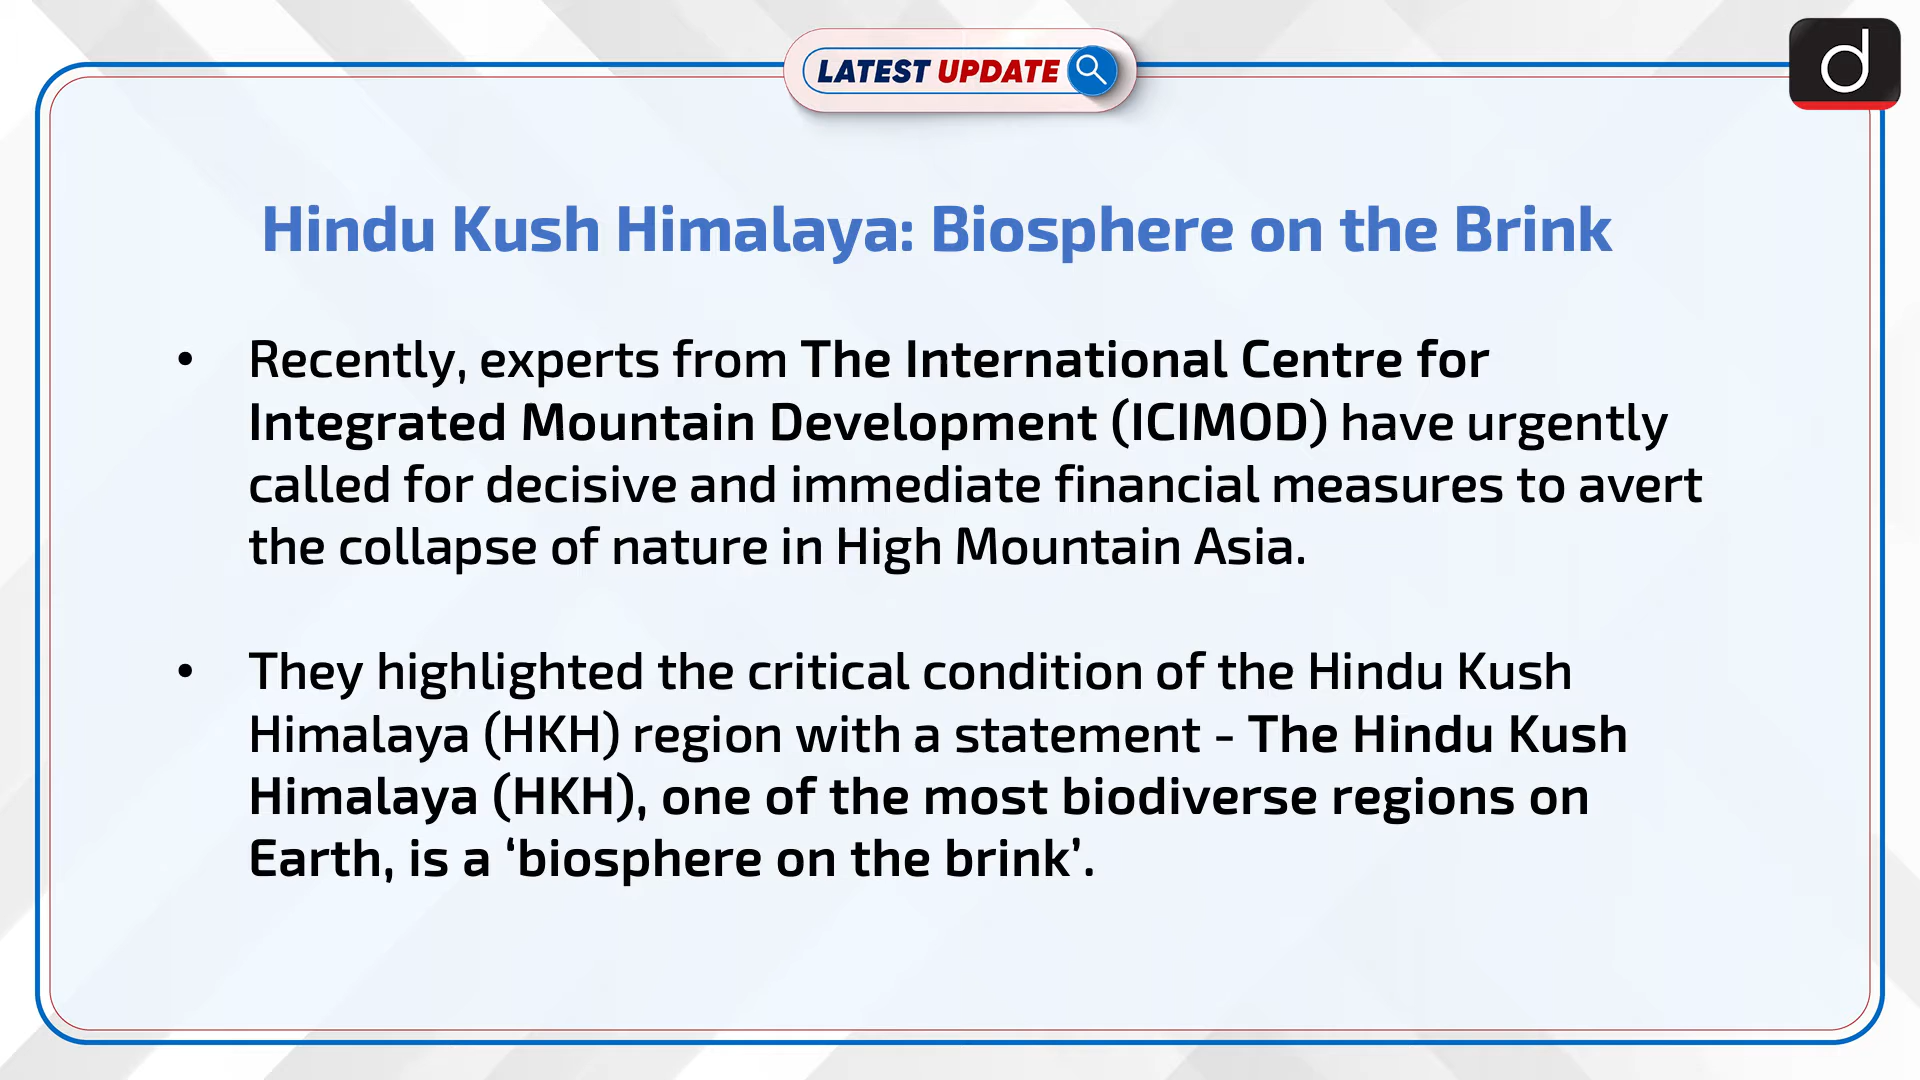 LATEST UPDATE
d
Hindu Kush Himalaya: Biosphere on the Brink
• Recently, experts from The International Centre for
Integrated Mountain Development (ICIMOD) have urgently
called for decisive and immediate financial measures to avert
the collapse of nature in High Mountain Asia.
• They highlighted the critical condition of the Hindu Kush
Himalaya (HKH) region with a statement - The Hindu Kush
Himalaya (HKH), one of the most biodiverse regions on
Earth, is a ‘biosphere on the brink’.